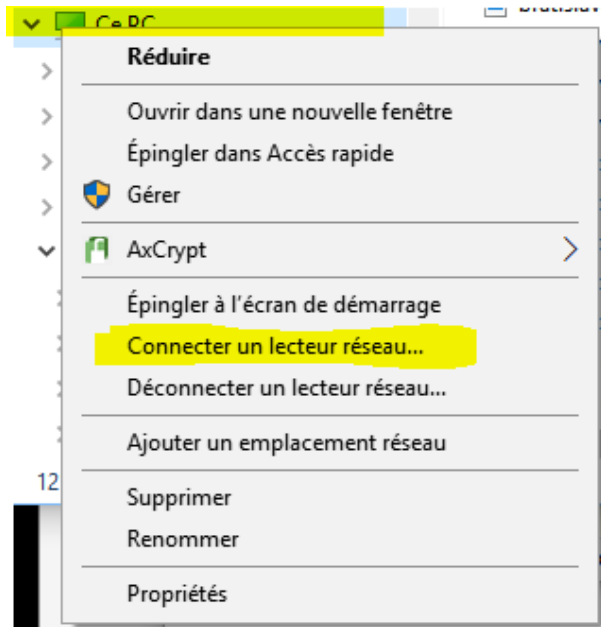 Ce PC
Réduire
Ouvrir dans une nouvelle fenêtre
Épingler dans Accès rapide
Gérer
AxCrypt
Épingler à l'écran de démarrage
Connecter un lecteur réseau...
Déconnecter un lecteur réseau...
Ajouter un emplacement réseau
12
Supprimer
Renommer
Propriétés